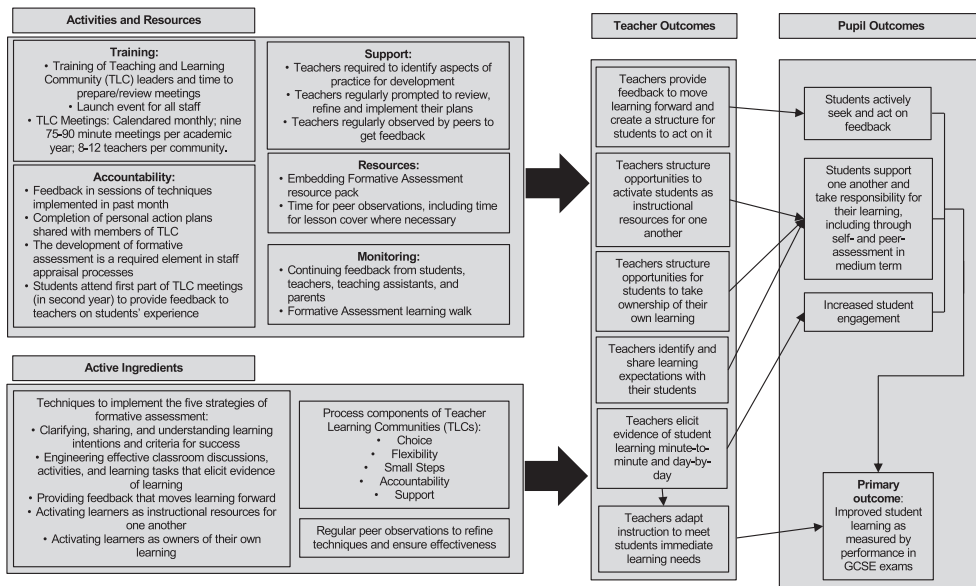 Activities and Resources
Training:
• Training of Teaching and Learning
Community (TLC) leaders and time to
prepare/review meetings
• Launch event for all staff
• TLC Meetings: Calendared monthly; nine
75-90 minute meetings per academic
year; 8-12 teachers per community.
Accountability:
• Feedback in sessions of techniques
implemented in past month
• Completion of personal action plans
shared with members of TLC
• The development of formative
assessment is a required element in staff
appraisal processes
• Students attend first part of TLC meetings
(in second year) to provide feedback to
teachers on students' experience
Support:
• Teachers required to identify aspects of
practice for development
• Teachers regularly prompted to review,
refine and implement their plans
• Teachers regularly observed by peers to
get feedback
Resources:
• Embedding Formative Assessment
resource pack
• Time for peer observations, including time
for lesson cover where necessary
Monitoring:
• Continuing feedback from students,
teachers, teaching assistants, and
parents
• Formative Assessment learning walk
Active Ingredients
Techniques to implement the five strategies of
formative assessment:
• Clarifying, sharing, and understanding learning
intentions and criteria for success
• Engineering effective classroom discussions,
activities, and learning tasks that elicit evidence
of learning
• Providing feedback that moves learning forward
• Activating learners as instructional resources for
one another
• Activating learners as owners of their own
learning
Process components of Teacher
Learning Communities (TLCs):
• Choice
• Flexibility
• Small Steps
• Accountability
• Support
Regular peer observations to refine
techniques and ensure effectiveness
Teacher Outcomes
Teachers provide
feedback to move
learning forward and
create a structure for
students to act on it
Teachers structure
opportunities to
activate students as
instructional
resources for one
another
Teachers structure
opportunities for
students to take
ownership of their
own learning
Teachers identify and
share learning
expectations with
their students
Teachers elicit
evidence of student
learning minute-to-
minute and day-by-
day
Teachers adapt
instruction to meet
students immediate
learning needs
Pupil Outcomes
Students actively
seek and act on
feedback
Students support
one another and
take responsibility
for their learning,
including through
self- and peer-
assessment in
medium term
Increased student
engagement
Primary
outcome:
Improved student
learning as
measured by
performance in
GCSE exams